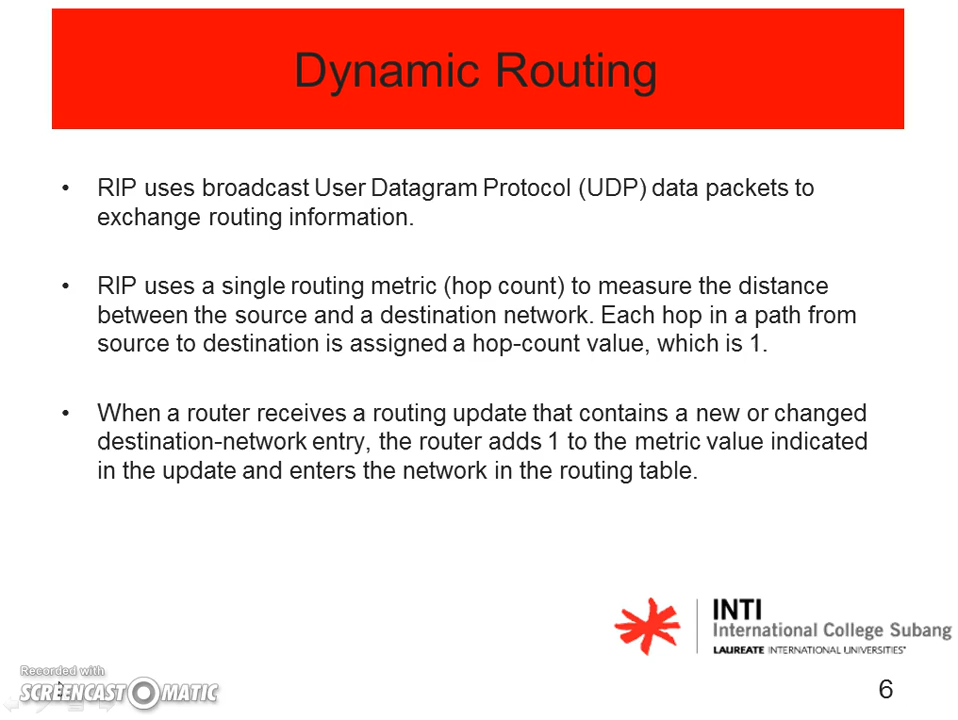 Dynamic Routing
• RIP uses broadcast User Datagram Protocol (UDP) data packets to
exchange routing information.
• RIP uses a single routing metric (hop count) to measure the distance
between the source and a destination network. Each hop in a path from
source to destination is assigned a hop-count value, which is 1.
• When a router receives a routing update that contains a new or changed
destination-network entry, the router adds 1 to the metric value indicated
in the update and enters the network in the routing table.
INTI
International College Subang
LAUREATE INTERNATIONAL UNIVERSITIES
Recorded with
SCREENCAST-O-MATIC
6